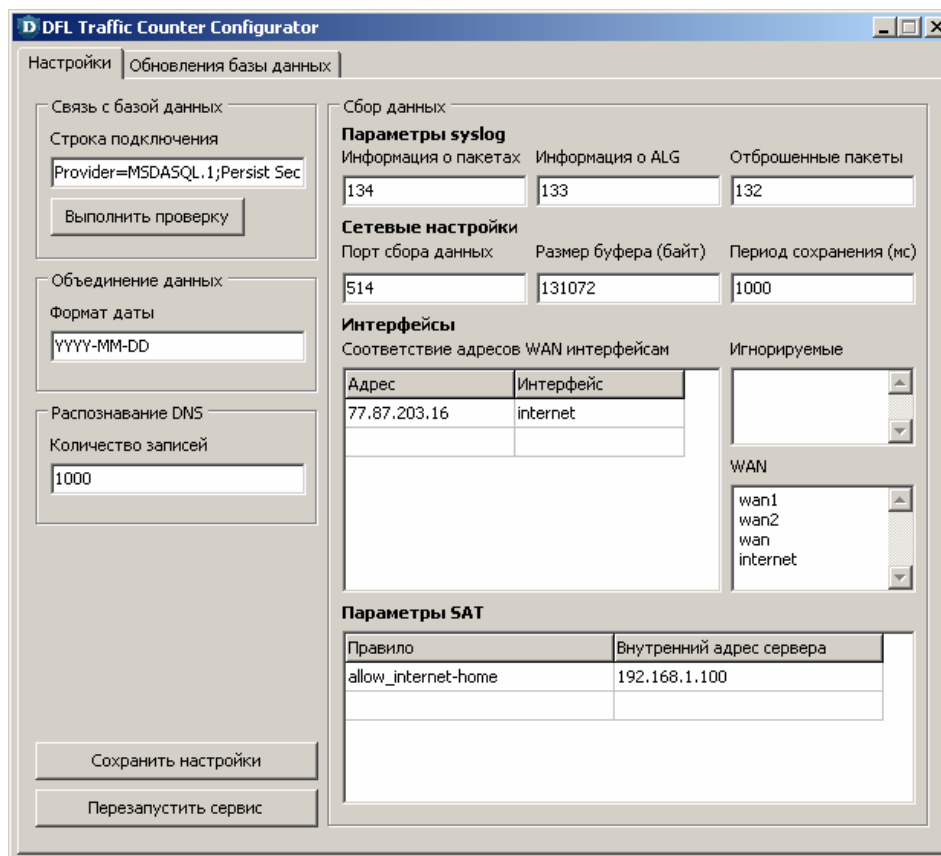 DFL Traffic Counter Configurator
Настройки
Обновления базы данных
Связь с базой данных
Строка подключения
Provider=MSDASQL.1;Persist Sec
Выполнить проверку
Объединение данных
Формат даты
YYYY-MM-DD
Распознавание DNS
Количество записей
1000
Сохранить настройки
Перезапустить сервис
Сбор данных
Параметры syslog
Информация о пакетах Информация о ALG Отброшенные пакеты
134 133 132
Сетевые настройки
Порт сбора данных Размер буфера (байт) Период сохранения (мс)
514 131072 1000
Интерфейсы
Соответствие адресов WAN интерфейсам
Адрес Интерфейс
77.87.203.16 internet
Игнорируемые
WAN
wan1
wan2
wan
internet
Параметры SAT
Правило Внутренний адрес сервера
allow_internet-home 192.168.1.100